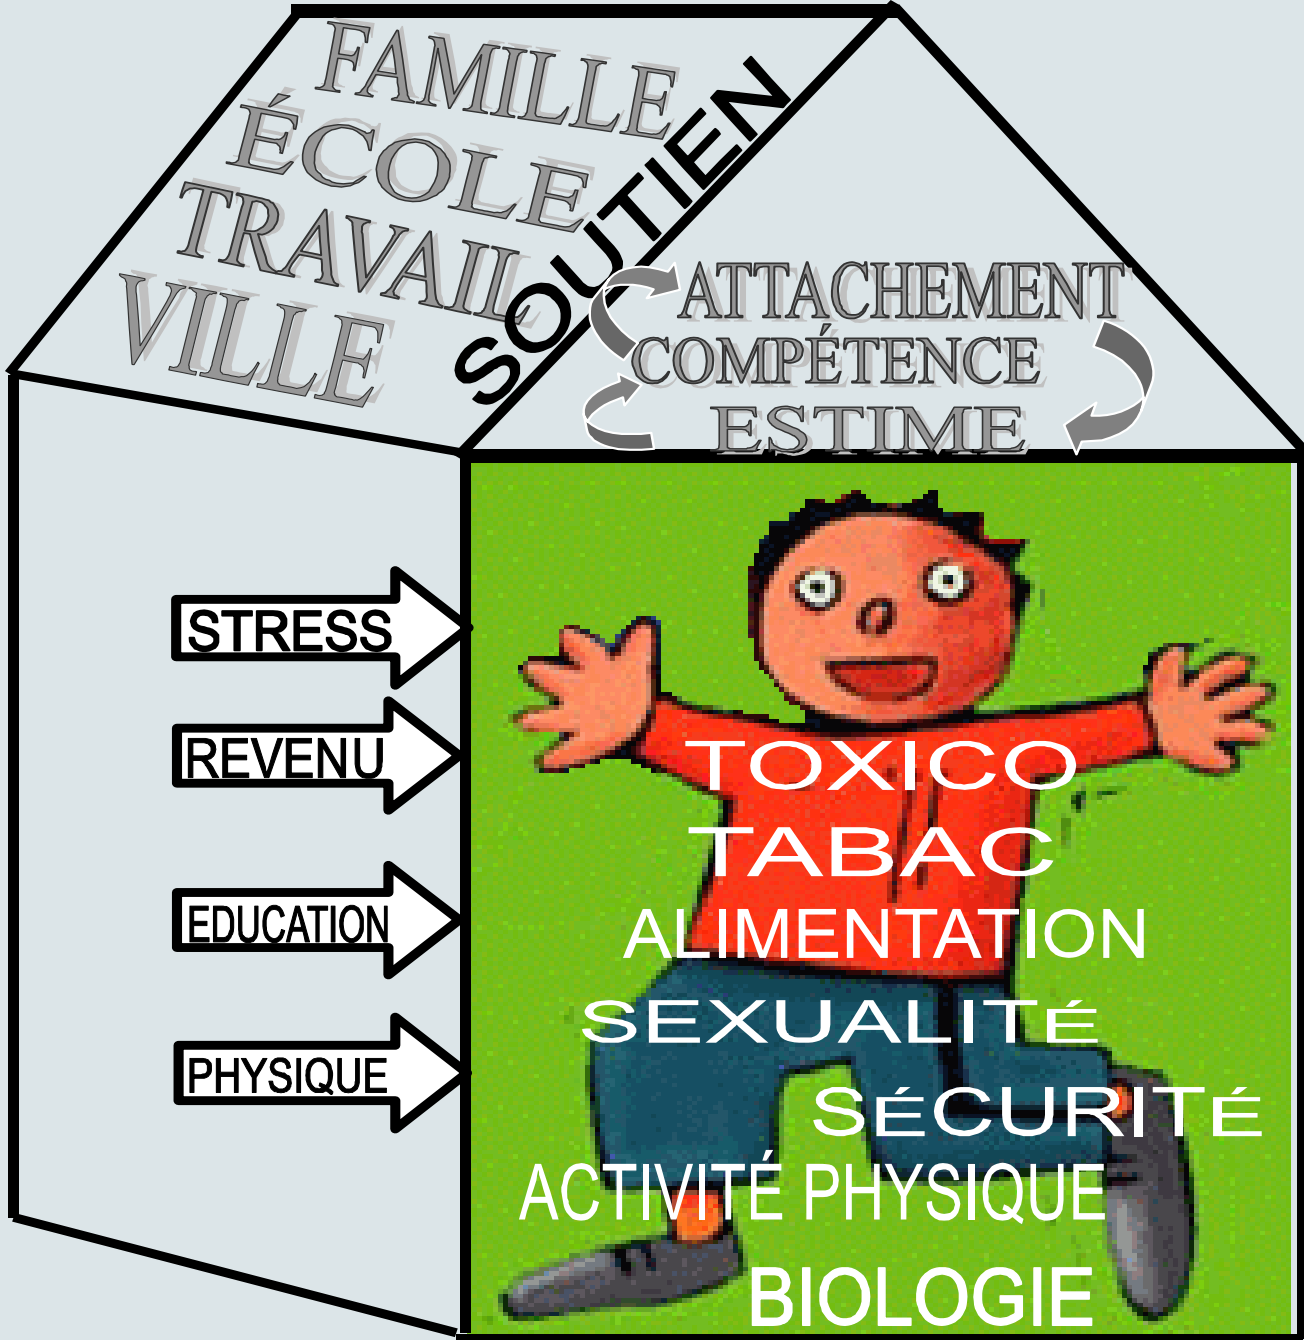 FAMILLE
ÉCOLE
TRAVAIL
VILLE
SOUTIEN
ATTACHEMENT
COMPÉTENCE
ESTIME
STRESS
REVENU
EDUCATION
PHYSIQUE
TOXICO
TABAC
ALIMENTATION
SEXUALITÉ
SÉCURITÉ
ACTIVITÉ PHYSIQUE
BIOLOGIE